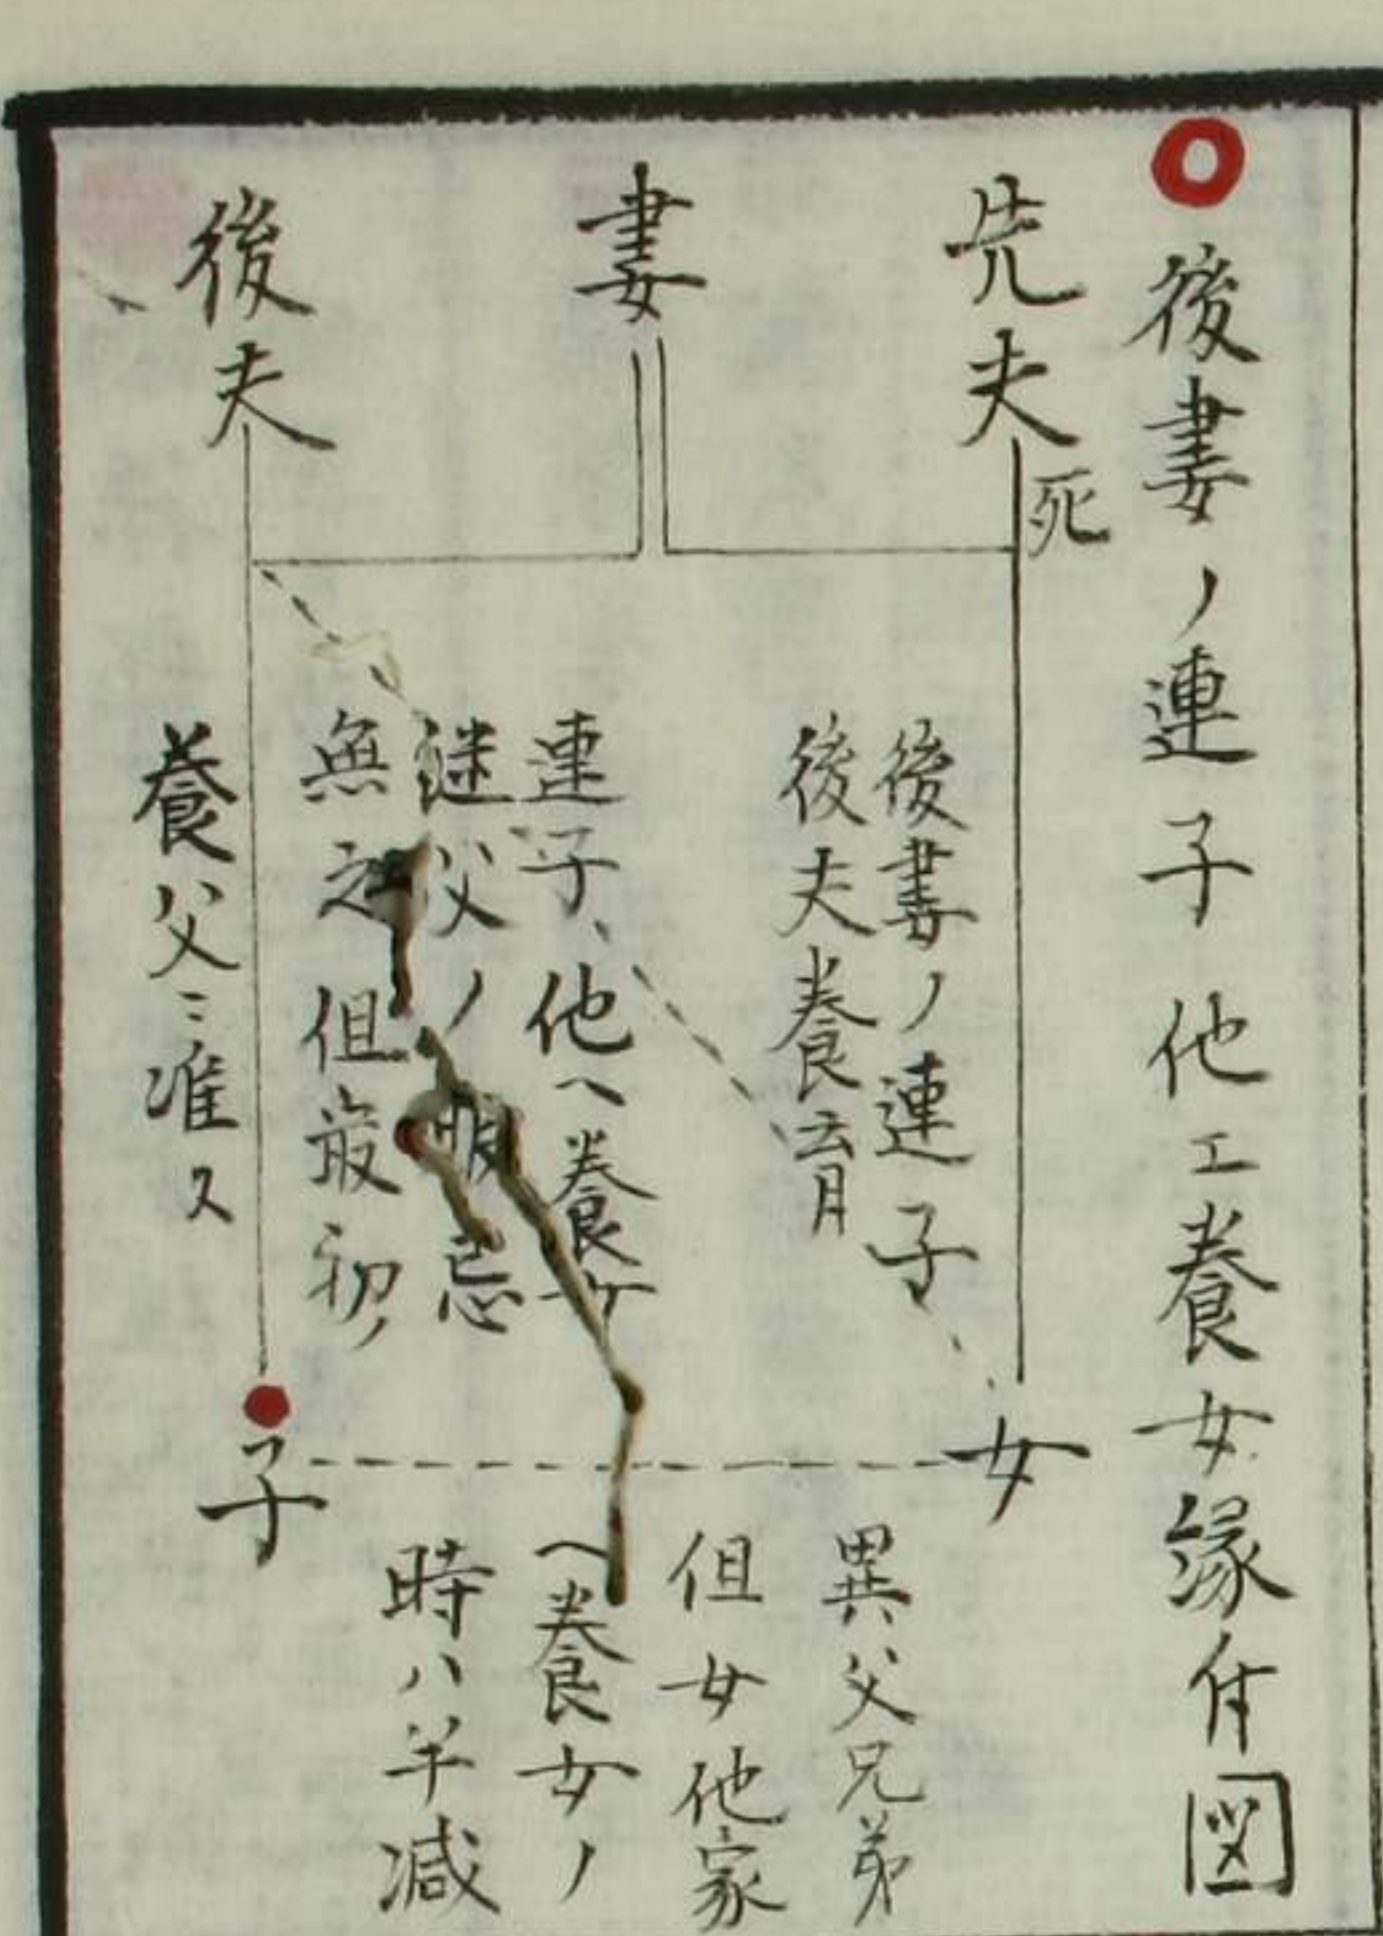 後妻ノ連子他エ養女縁付図
先夫
死
妻
後夫
後妻ノ連子
後夫養育
連子、他ヘ養女
継父ノ服忌
無之但最初ノ
養父ニ准ス
女
子
異父兄弟
但女他家
ヘ養女ノ
時ハ半減